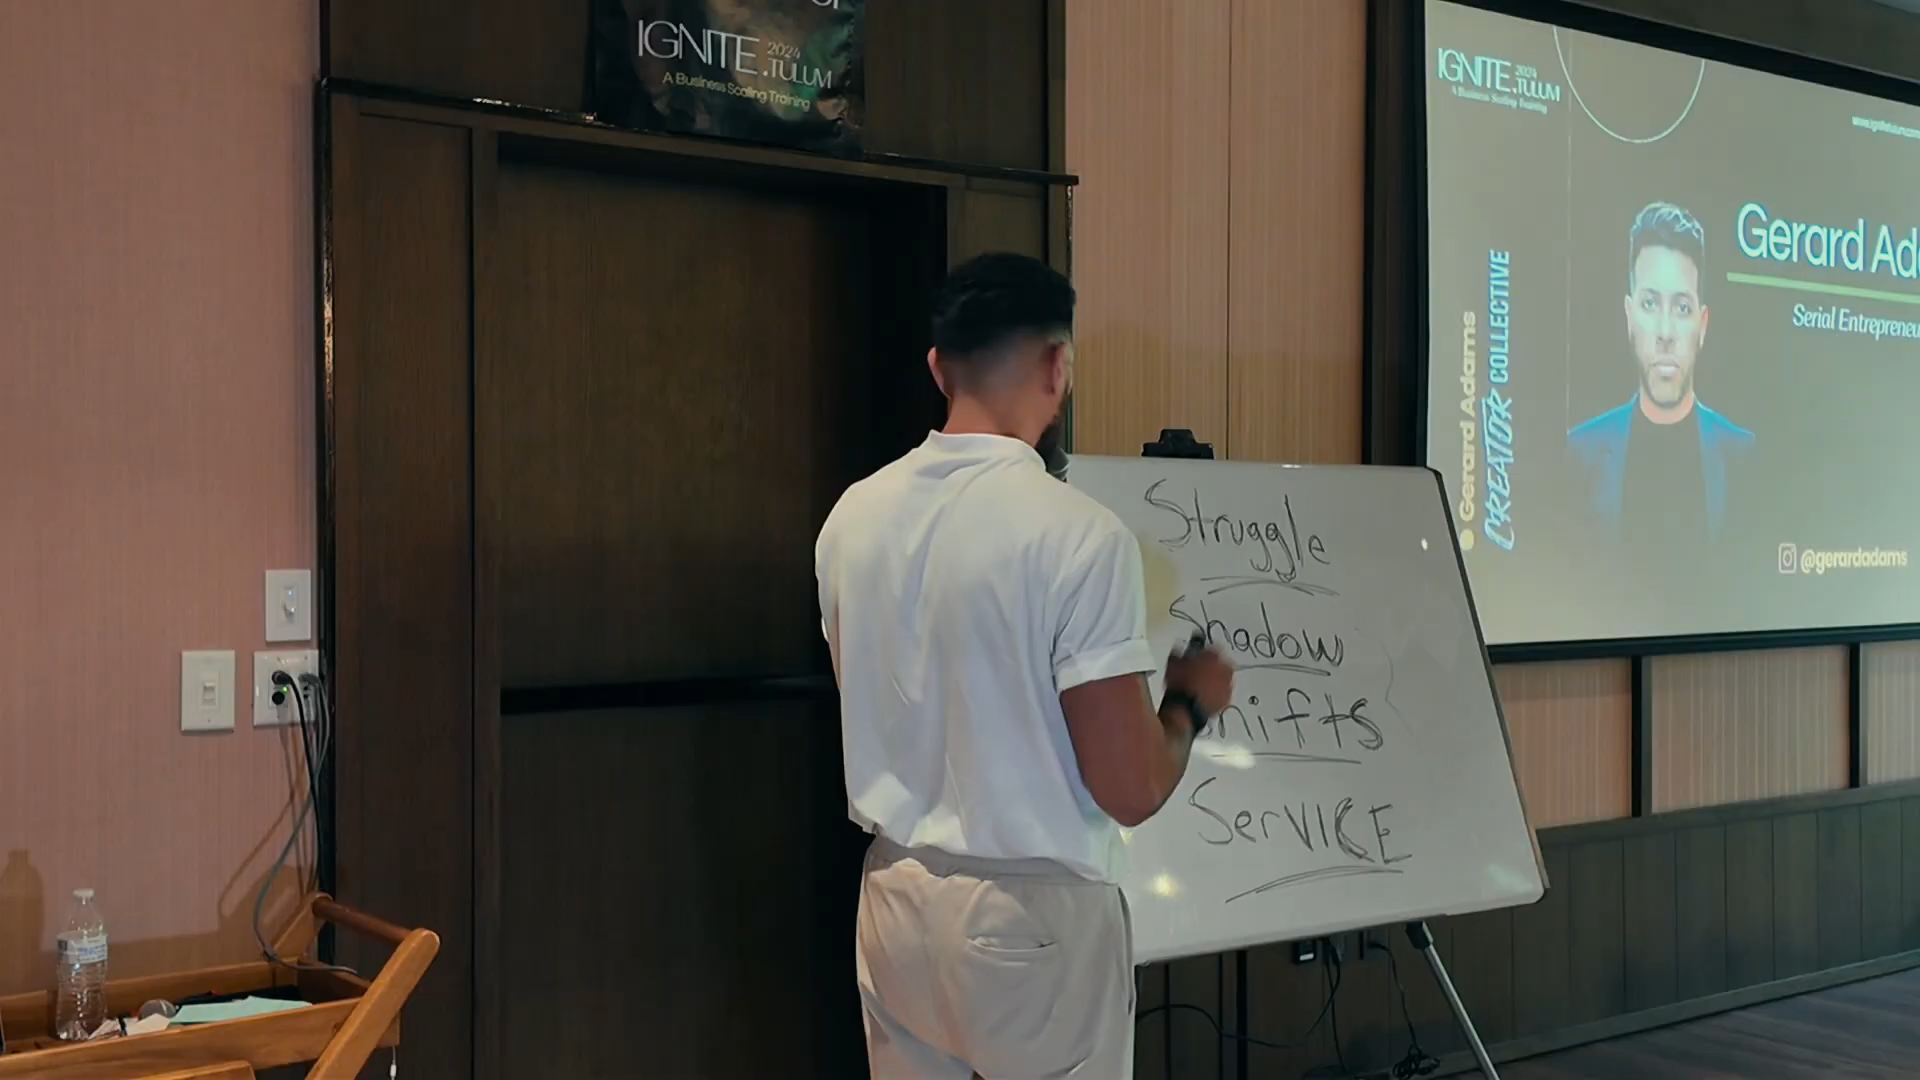 IGNITE 2024
.TULUM
A Business Scaling Training
IGNITE 2024
.TULUM
A Business Scaling Training
Gerard Adams
CREATOR COLLECTIVE
Gerard Ad
Serial Entrepreneu
@gerardadams
Struggle
Shadow
Shifts
SERVICE